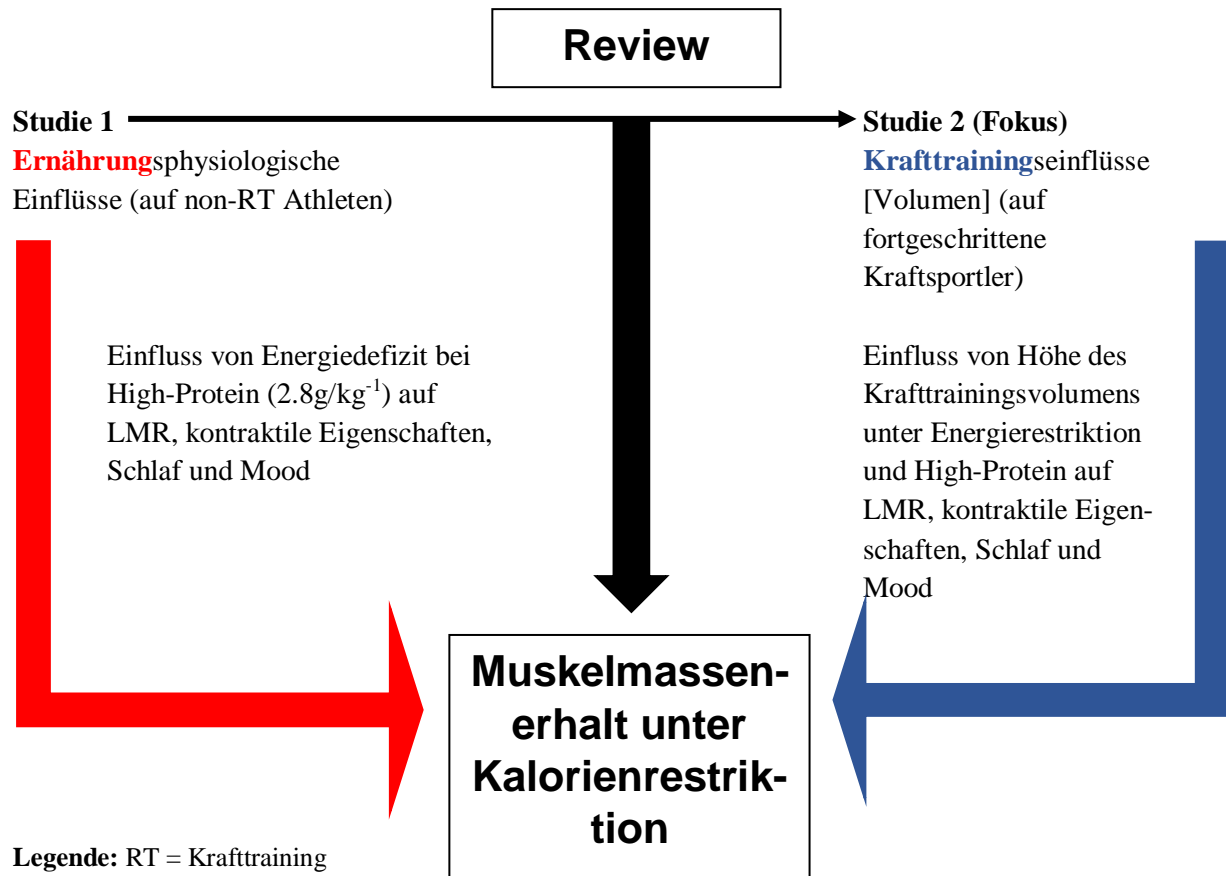 Review
Studie 1
Ernährungsphysiologische
Einflüsse (auf non-RT Athleten)
Studie 2 (Fokus)
Krafttrainingseinflüsse
[Volumen] (auf
fortgeschrittene
Kraftsportler)
Einfluss von Energiedefizit bei
High-Protein (2.8g/kg⁻¹) auf
LMR, kontraktile Eigenschaften,
Schlaf und Mood
Einfluss von Höhe des
Krafttrainingsvolumens
unter Energierestriktion
und High-Protein auf
LMR, kontraktile Eigen-
schaften, Schlaf und
Mood
Muskelmassen-
erhalt unter
Kalorienrestrik-
tion
Legende: RT = Krafttraining